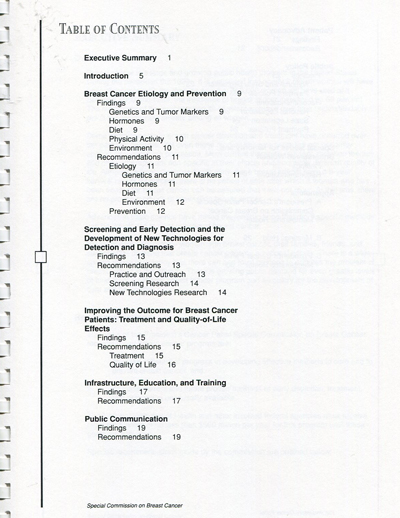 TABLE OF CONTENTS
Executive Summary 1
Introduction 5
Breast Cancer Etiology and Prevention 9
Findings 9
Genetics and Tumor Markers 9
Hormones 9
Diet 9
Physical Activity 10
Environment 10
Recommendations 11
Etiology 11
Genetics and Tumor Markers 11
Hormones 11
Diet 11
Environment 12
Prevention 12
Screening and Early Detection and the
Development of New Technologies for
Detection and Diagnosis
Findings 13
Recommendations 13
Practice and Outreach 13
Screening Research 14
New Technologies Research 14
Improving the Outcome for Breast Cancer
Patients: Treatment and Quality-of-Life
Effects
Findings 15
Recommendations 15
Treatment 15
Quality of Life 16
Infrastructure, Education, and Training
Findings 17
Recommendations 17
Public Communication
Findings 19
Recommendations 19
Special Commission on Breast Cancer